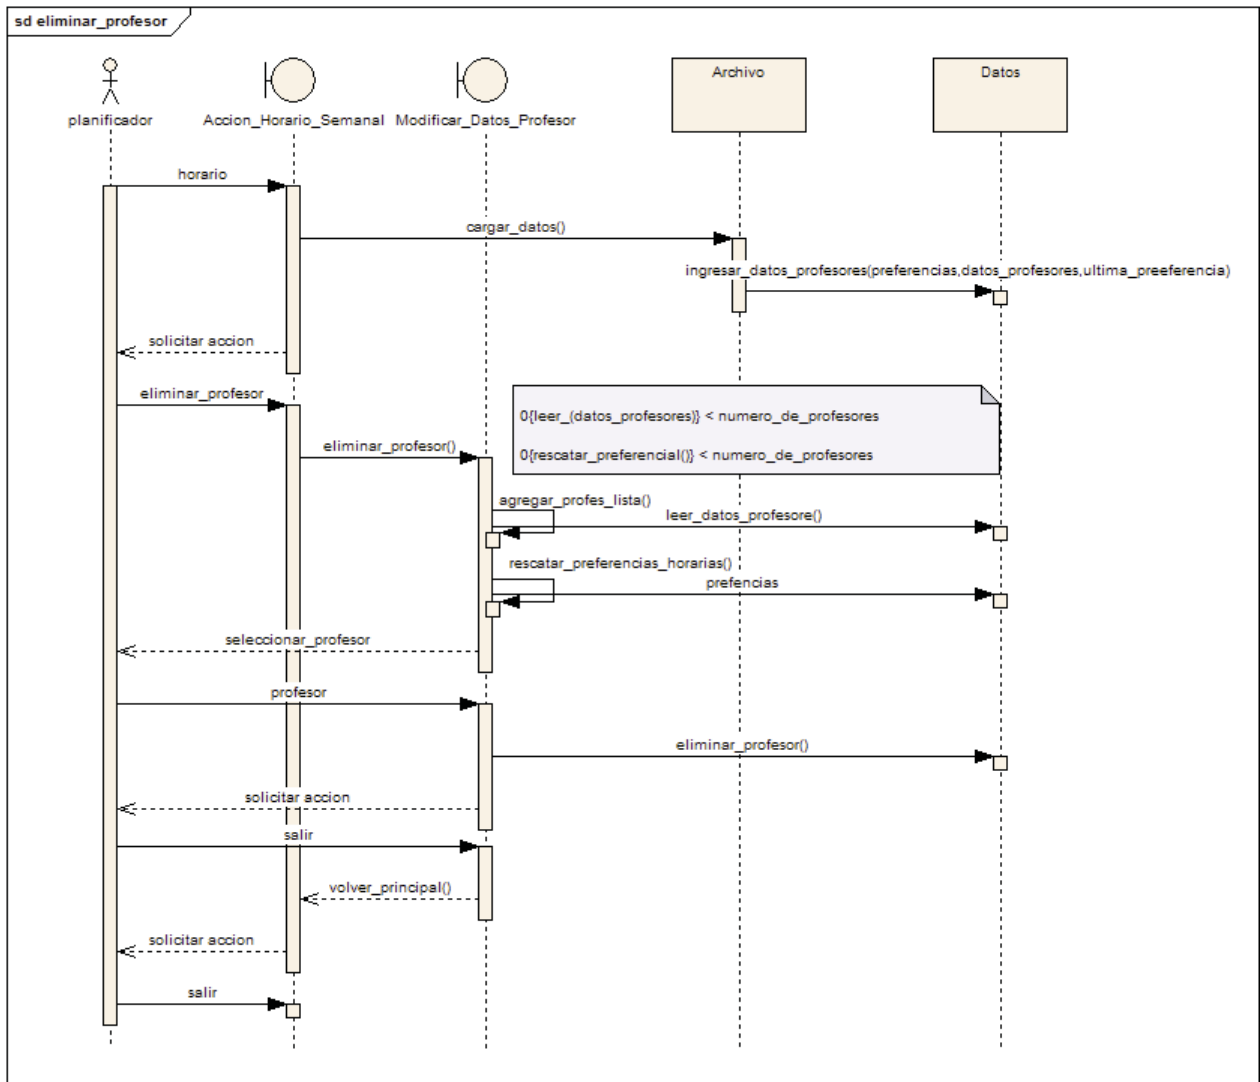 sd eliminar_profesor
planificador
Accion_Horario_Semanal
Modificar_Datos_Profesor
Archivo
Datos
horario
cargar_datos()
ingresar_datos_profesores(preferencias,datos_profesores,ultima_preeferencia)
solicitar accion
eliminar_profesor
0{leer_(datos_profesores)} < numero_de_profesores
0{rescatar_preferencial()} < numero_de_profesores
eliminar_profesor()
agregar_profes_lista()
leer_datos_profesore()
rescatar_preferencias_horarias()
prefencias
seleccionar_profesor
profesor
eliminar_profesor()
solicitar accion
salir
volver_principal()
solicitar accion
salir